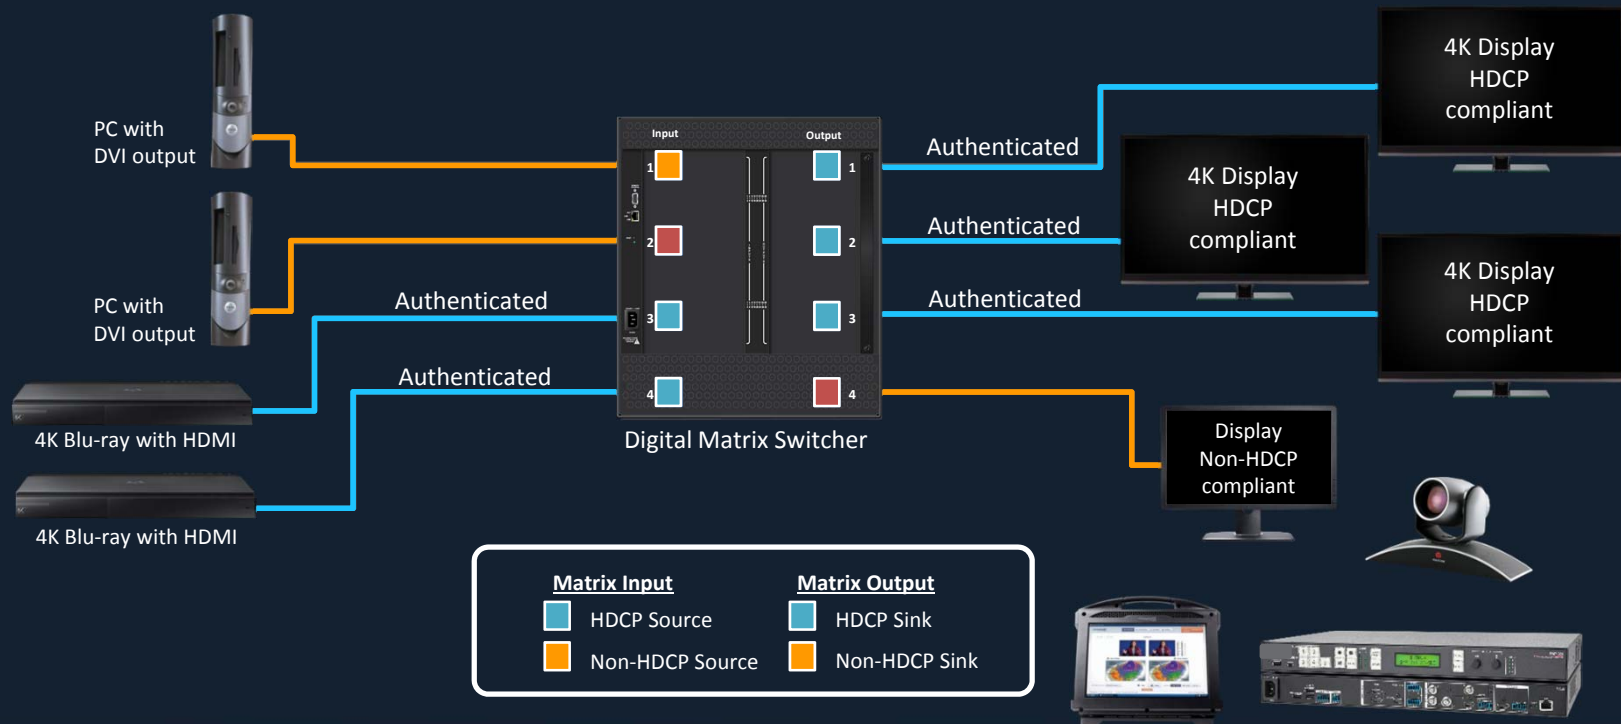 PC with
DVI output
PC with
DVI output
Authenticated
Authenticated
4K Blu-ray with HDMI
4K Blu-ray with HDMI
Input
Output
1
2
3
4
1
2
3
4
Digital Matrix Switcher
Authenticated
Authenticated
Authenticated
4K Display
HDCP
compliant
4K Display
HDCP
compliant
4K Display
HDCP
compliant
Display
Non-HDCP
compliant
Matrix Input
HDCP Source
Non-HDCP Source
Matrix Output
HDCP Sink
Non-HDCP Sink